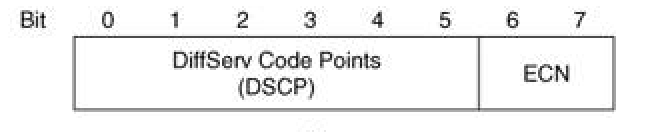 Bit 0 1 2 3 4 5 6 7
DiffServ Code Points
(DSCP)
ECN